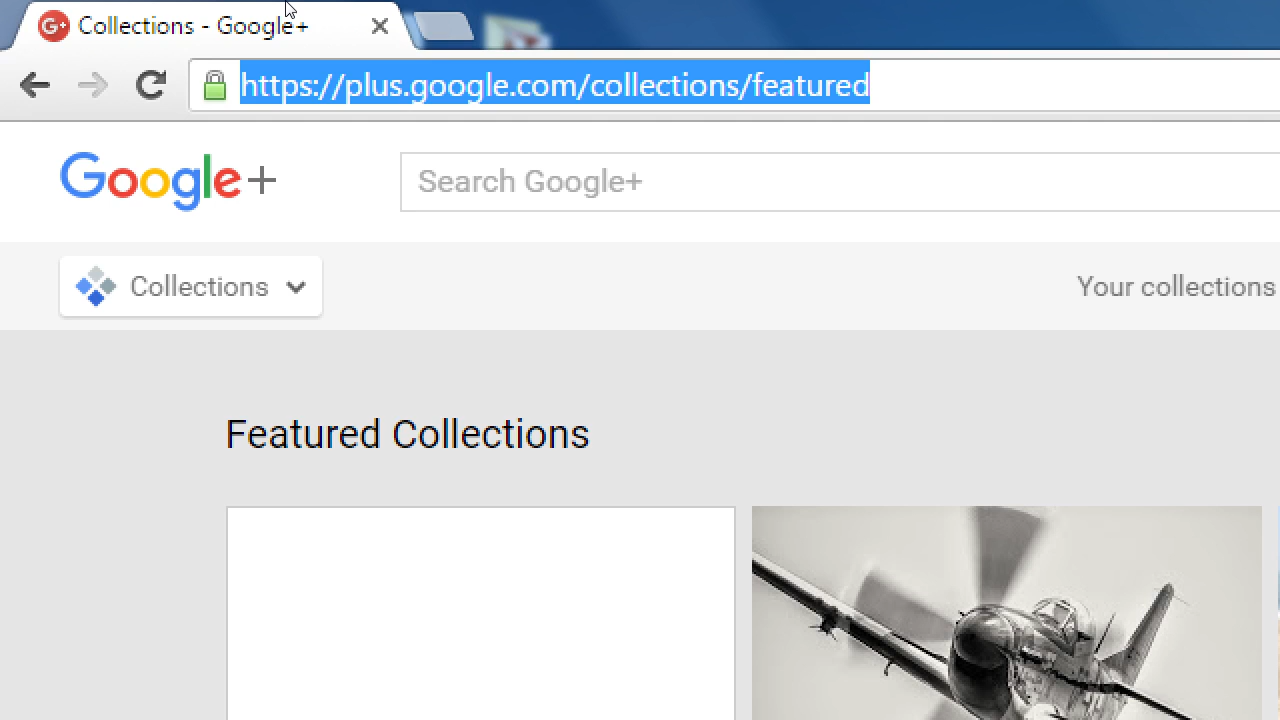 Collections - Google+
https://plus.google.com/collections/featured
Google+
Search Google+
Collections
Your collections
Featured Collections